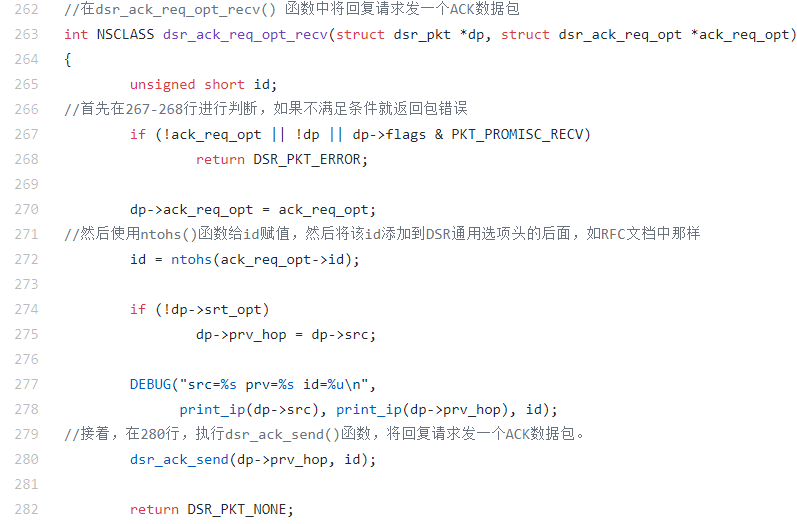 262 //在dsr_ack_req_opt_recv() 函数中将回复请求发一个ACK数据包
263 int NSCLASS dsr_ack_req_opt_recv(struct dsr_pkt *dp, struct dsr_ack_req_opt *ack_req_opt)
264 {
265 unsigned short id;
266 //首先在267-268行进行判断，如果不满足条件就返回包错误
267 if (!ack_req_opt || !dp || dp->flags & PKT_PROMISC_RECV)
268 return DSR_PKT_ERROR;
269
270 dp->ack_req_opt = ack_req_opt;
271 //然后使用ntohs()函数给id赋值，然后将该id添加到DSR通用选项头的后面，如RFC文档中那样
272 id = ntohs(ack_req_opt->id);
273
274 if (!dp->srt_opt)
275 dp->prv_hop = dp->src;
276
277 DEBUG("src=%s prv=%s id=%u\n",
278 print_ip(dp->src), print_ip(dp->prv_hop), id);
279 //接着，在280行，执行dsr_ack_send()函数，将回复请求发一个ACK数据包。
280 dsr_ack_send(dp->prv_hop, id);
281
282 return DSR_PKT_NONE;